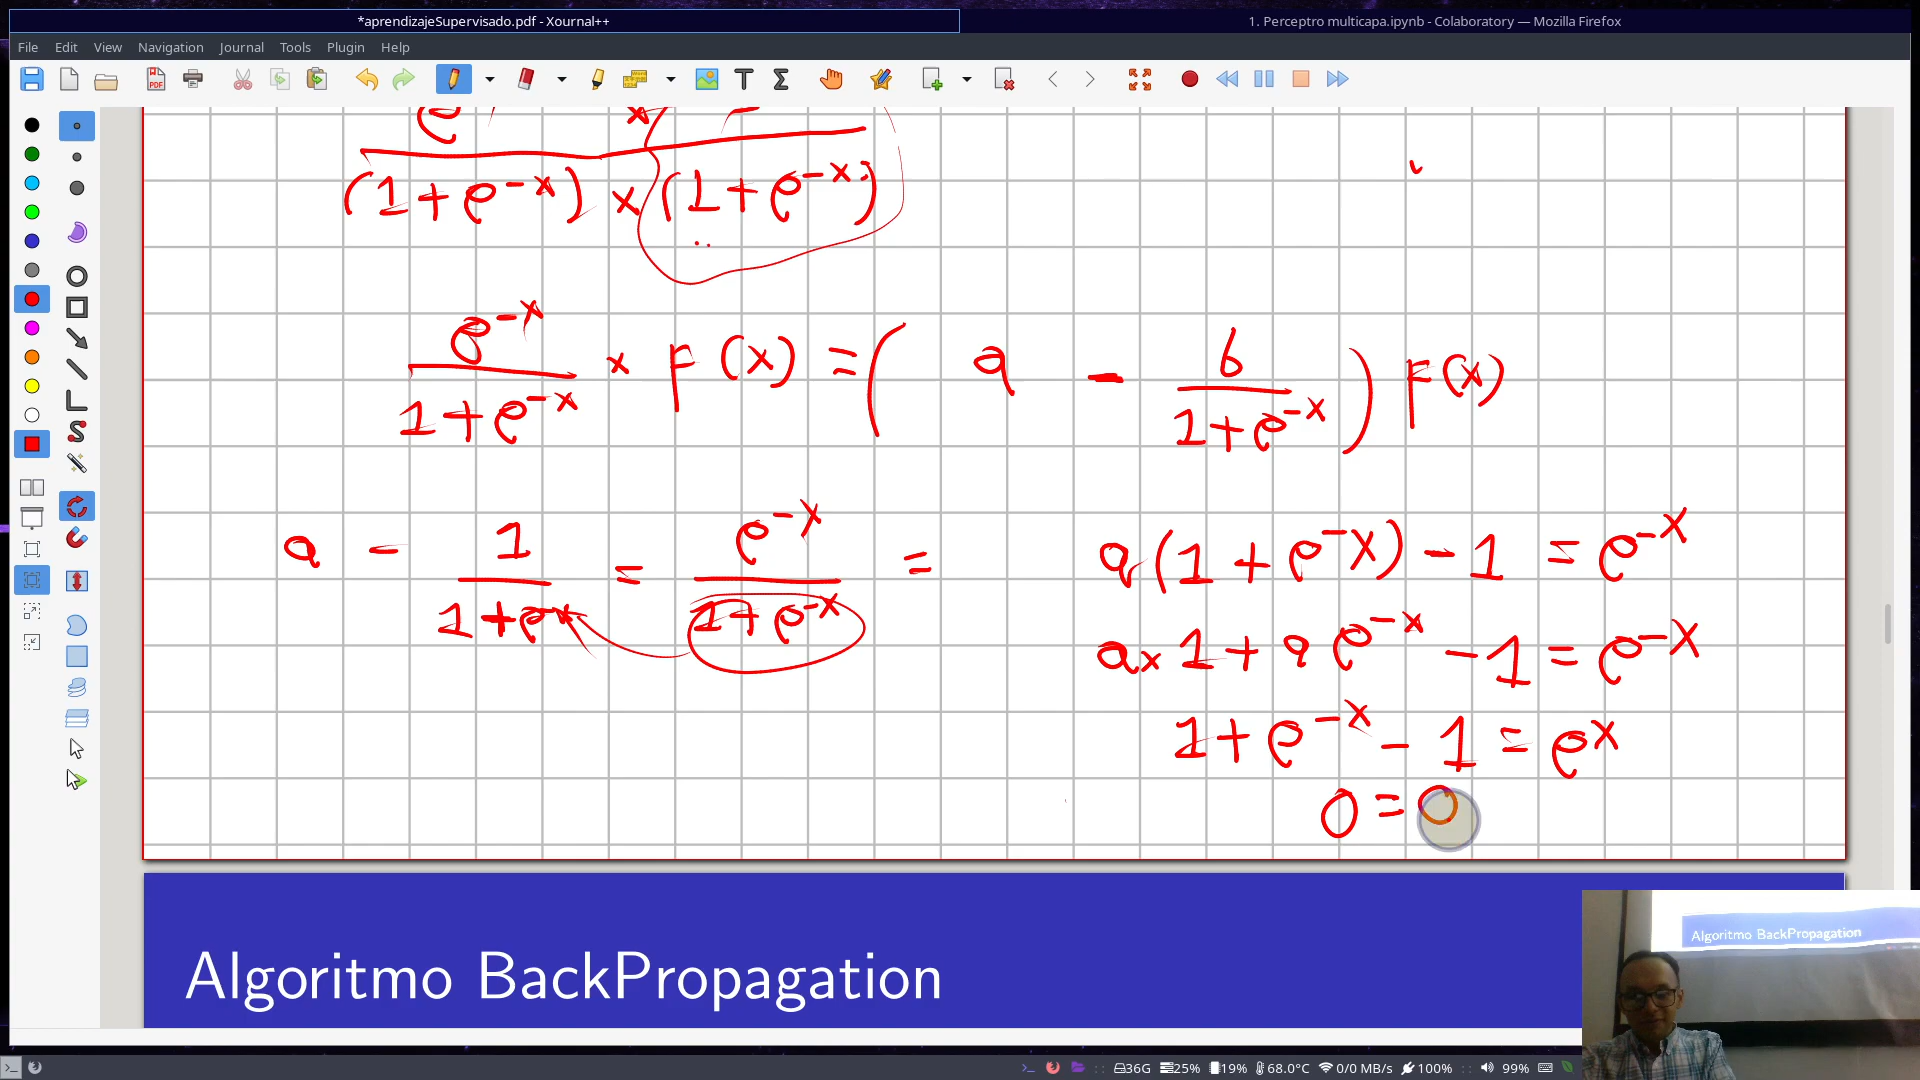 *aprendizajeSupervisado.pdf - Xournal++
1. Perceptro multicapa.ipynb - Colaboratory — Mozilla Firefox
File Edit View Navigation Journal Tools Plugin Help
(1+e^-x) x (1+e^-x)
e^-x / 1+e^-x x F(x) = ( a - b / 1+e^-x ) F(x)
a - 1 / 1+e^-x = e^-x / 1+e^-x =
a(1+e^-x) - 1 = e^-x
a x 1 + a e^-x - 1 = e^-x
1 + e^-x - 1 = e^x
0 = 0
Algoritmo BackPropagation
Algoritmo BackPropagation
36G 25% 19% 68.0°C 0/0 MB/s 100% 99%